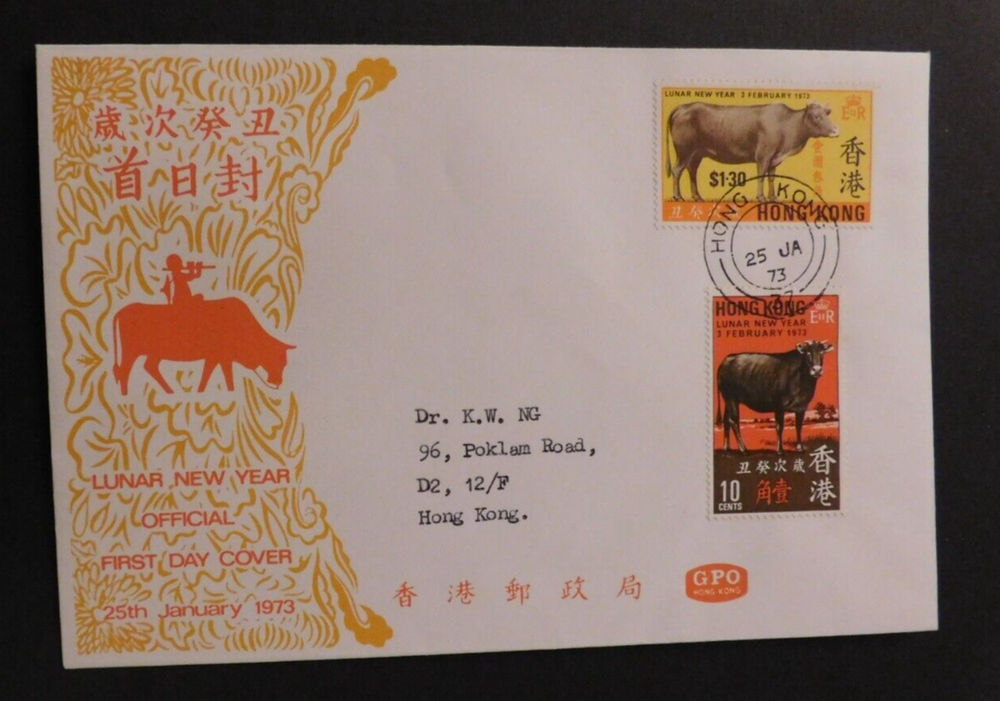 歲次癸丑
首日封
LUNAR NEW YEAR
OFFICIAL
FIRST DAY COVER
25th January 1973
LUNAR NEW YEAR 3 FEBRUARY 1973
EIIR
香港
$1·30
丑癸
HONG KONG
HONG KONG
25 JA
73
37
HONG KONG
EIIR
LUNAR NEW YEAR
3 FEBRUARY 1973
丑癸次歲
香港
10
CENTS
角壹
Dr. K.W. NG
96, Poklam Road,
D2, 12/F
Hong Kong.
香港郵政局
GPO
HONG KONG